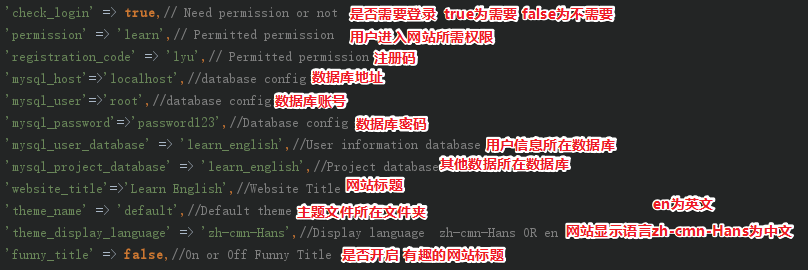 'check_login' => true,// Need permission or not 是否需要登录 true为需要 false为不需要
'permission' => 'learn',// Permitted permission 用户进入网站所需权限
'registration_code' => 'lyu',// Permitted permission 注册码
'mysql_host'=>'localhost',//database config 数据库地址
'mysql_user'=>'root',//database config 数据库账号
'mysql_password'=>'password123',//Database config 数据库密码
'mysql_user_database' => 'learn_english',//User information database 用户信息所在数据库
'mysql_project_database' => 'learn_english',//Project database 其他数据所在数据库
'website_title'=>'Learn English',//Website Title 网站标题
'theme_name' => 'default',//Default theme 主题文件所在文件夹
en为英文
'theme_display_language' => 'zh-cmn-Hans',//Display language zh-cmn-Hans OR en 网站显示语言zh-cmn-Hans为中文
'funny_title' => false,//On or Off Funny Title 是否开启 有趣的网站标题